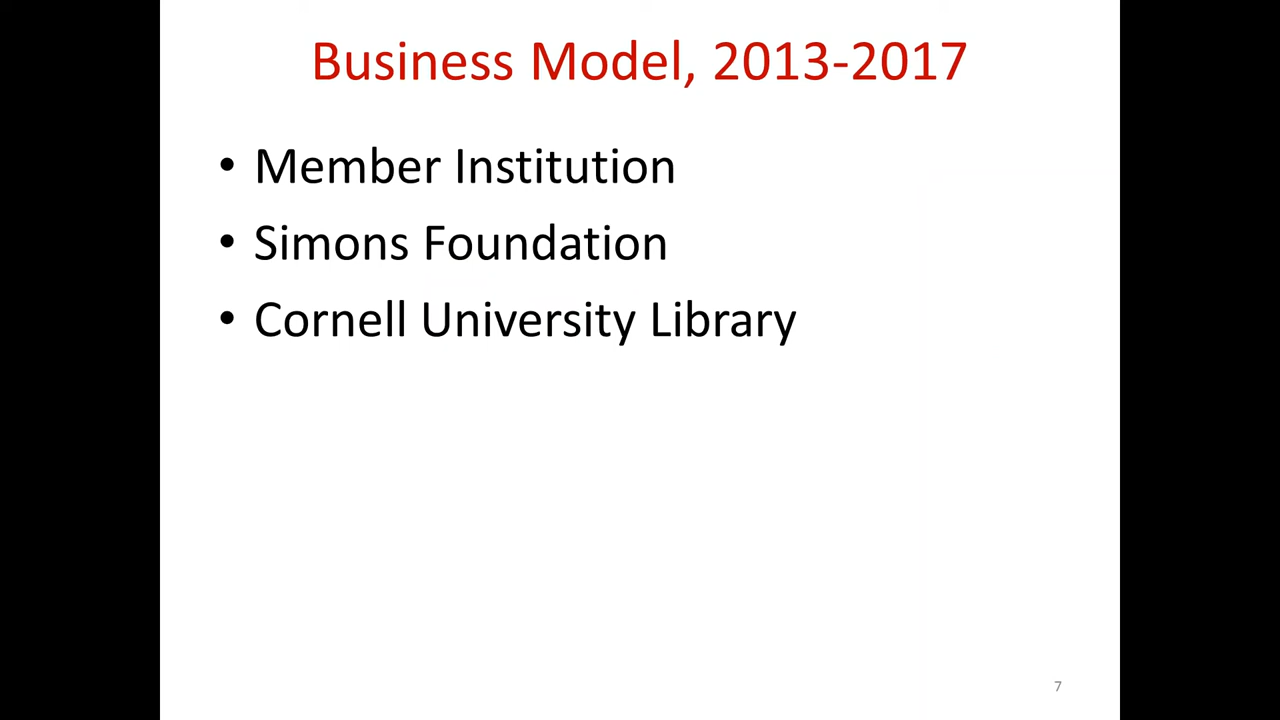 Business Model, 2013-2017
• Member Institution
• Simons Foundation
• Cornell University Library
7